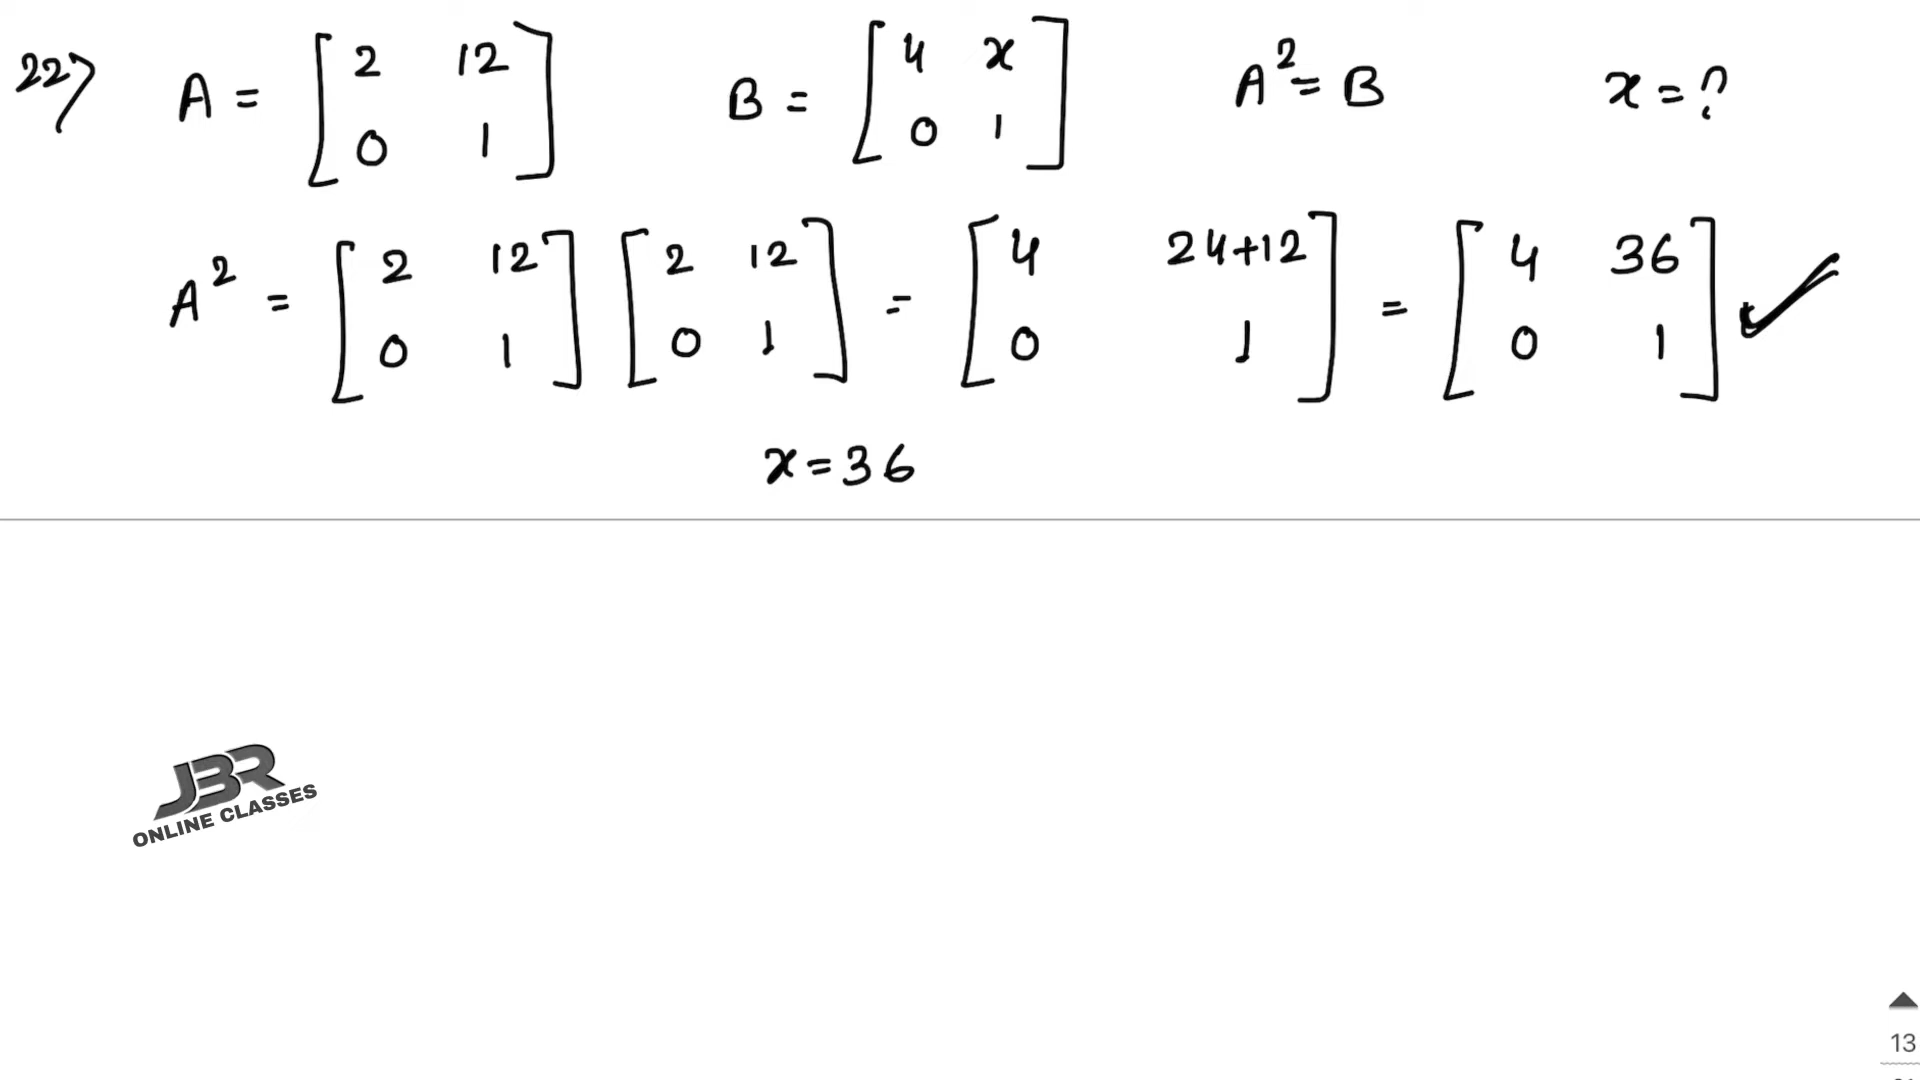 22) A = [2 12 0 1] B = [4 x 0 1] A² = B x = ?
A² = [2 12 0 1] [2 12 0 1] = [4 24+12 0 1] = [4 36 0 1]
x = 36
JBR
ONLINE CLASSES
13